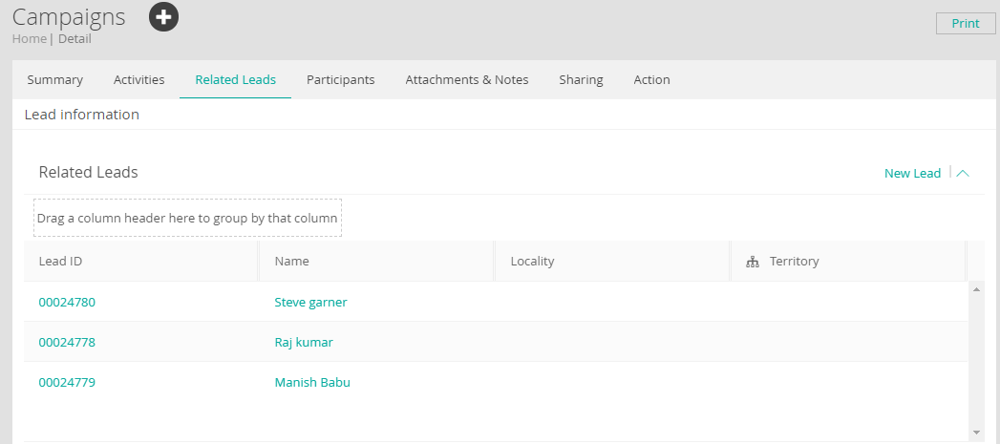 Campaigns
Print
Home | Detail
Summary Activities Related Leads Participants Attachments & Notes Sharing Action
Lead information
Related Leads
New Lead
Drag a column header here to group by that column
Lead ID Name Locality Territory
00024780 Steve garner
00024778 Raj kumar
00024779 Manish Babu